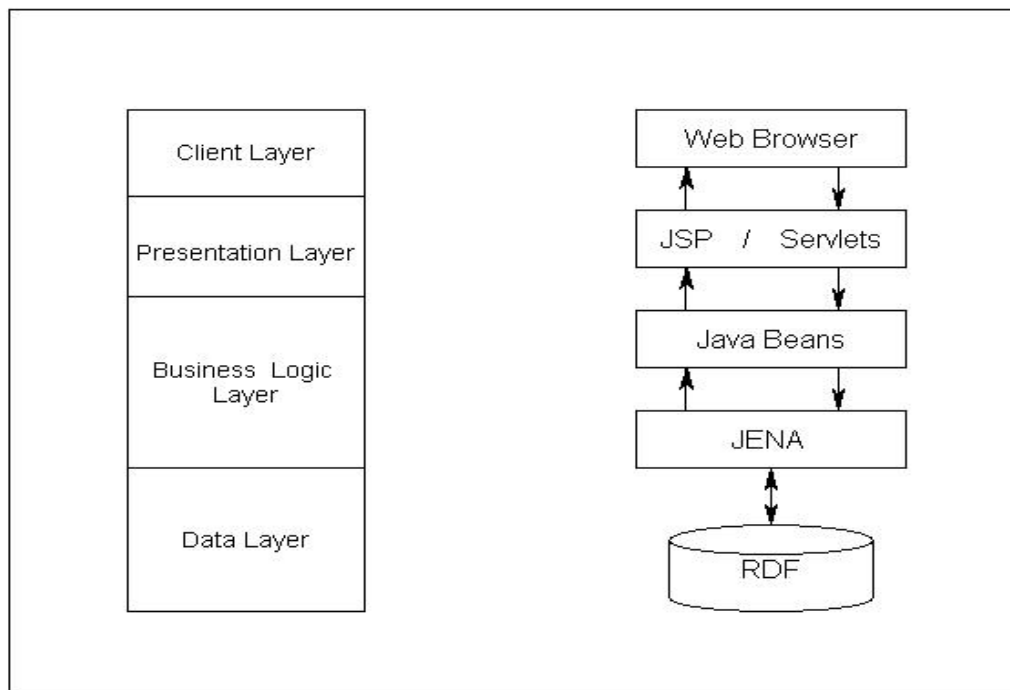 Client Layer
Presentation Layer
Business Logic
Layer
Data Layer
Web Browser
JSP / Servlets
Java Beans
JENA
RDF